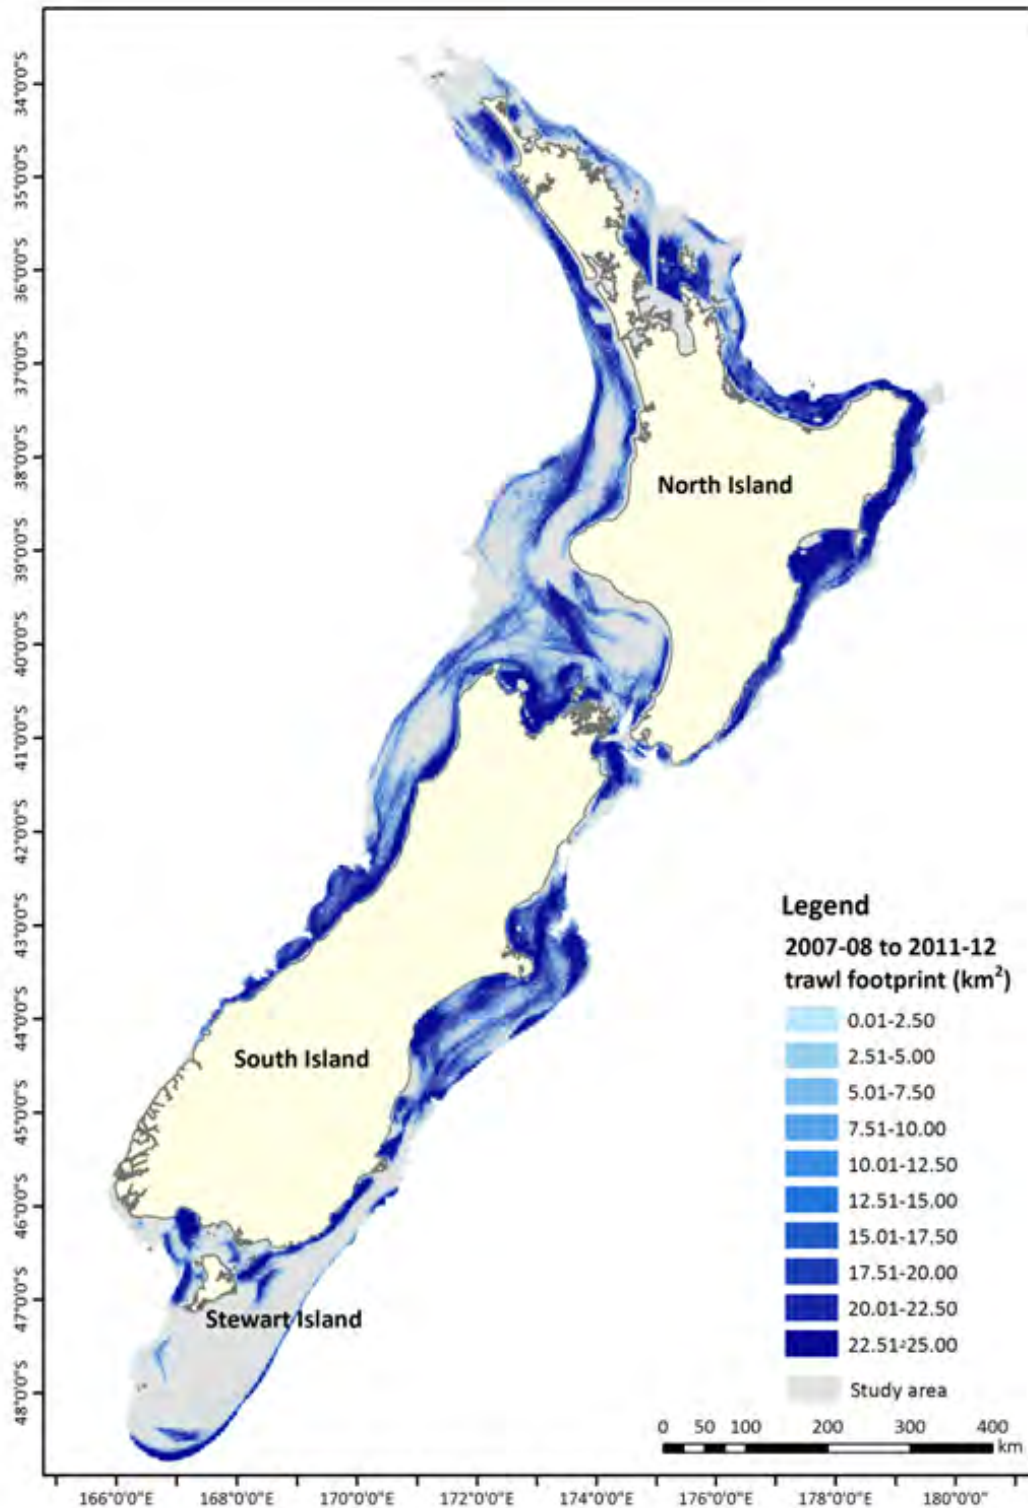 34°0'0"S
35°0'0"S
36°0'0"S
37°0'0"S
38°0'0"S
39°0'0"S
40°0'0"S
41°0'0"S
42°0'0"S
43°0'0"S
44°0'0"S
45°0'0"S
46°0'0"S
47°0'0"S
48°0'0"S
North Island
South Island
Stewart Island
Legend
2007-08 to 2011-12
trawl footprint (km²)
0.01-2.50
2.51-5.00
5.01-7.50
7.51-10.00
10.01-12.50
12.51-15.00
15.01-17.50
17.51-20.00
20.01-22.50
22.51-25.00
Study area
0 50 100 200 300 400
km
166°0'0"E 168°0'0"E 170°0'0"E 172°0'0"E 174°0'0"E 176°0'0"E 178°0'0"E 180°0'0"